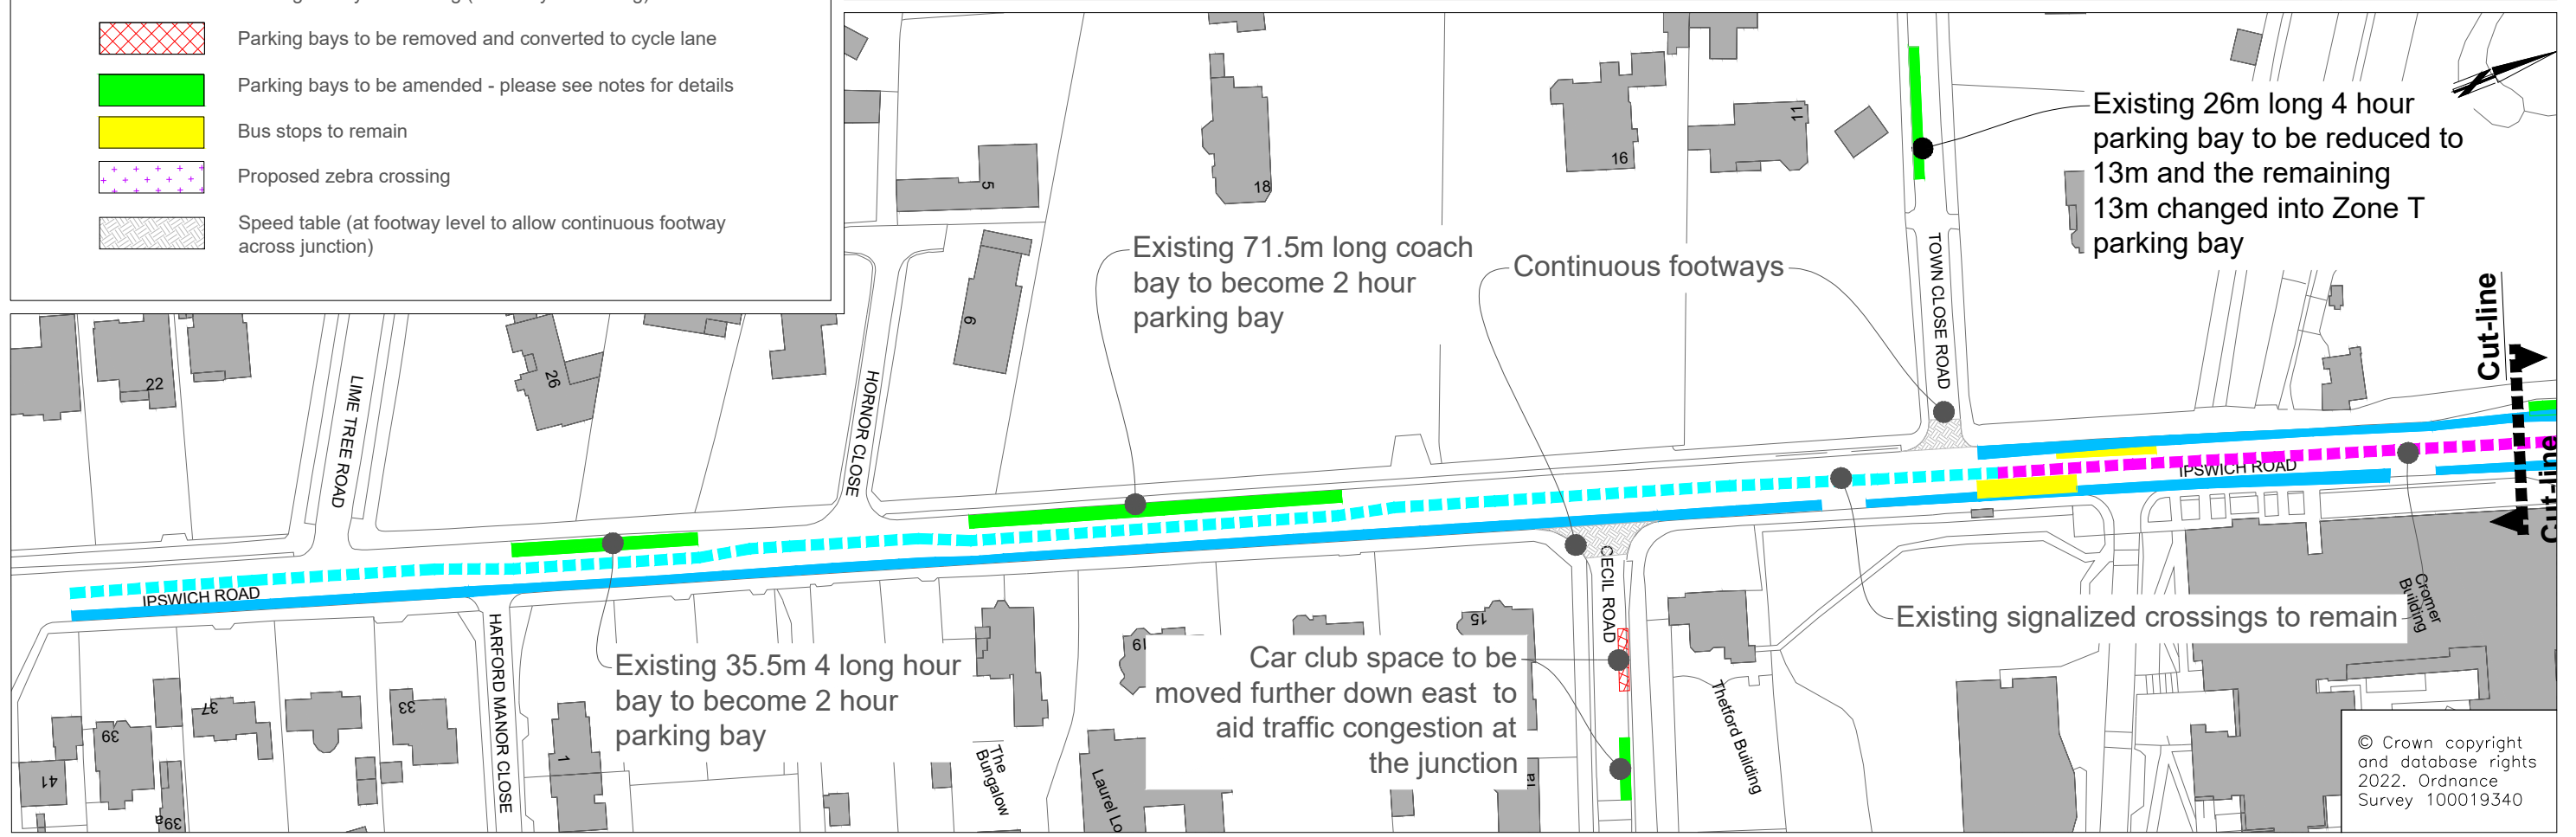 Parking bays to be removed and converted to cycle lane
Parking bays to be amended - please see notes for details
Bus stops to remain
Proposed zebra crossing
Speed table (at footway level to allow continuous footway
across junction)
Existing 26m long 4 hour
parking bay to be reduced to
13m and the remaining
13m changed into Zone T
parking bay
Existing 71.5m long coach
bay to become 2 hour
parking bay
Continuous footways
5
18
16
11
6
22
26
LIME TREE ROAD
HORNOR CLOSE
TOWN CLOSE ROAD
Cut-line
Cut-line
IPSWICH ROAD
IPSWICH ROAD
HARFORD MANOR CLOSE
CECIL ROAD
Existing 35.5m 4 long hour
bay to become 2 hour
parking bay
Car club space to be
moved further down east  to
aid traffic congestion at
the junction
Existing signalized crossings to remain
Cromer
Building
Thetford Building
The
Bungalow
Laurel Lo
19
15
41
39
39a
37
33
1
© Crown copyright
and database rights
2022. Ordnance
Survey 100019340